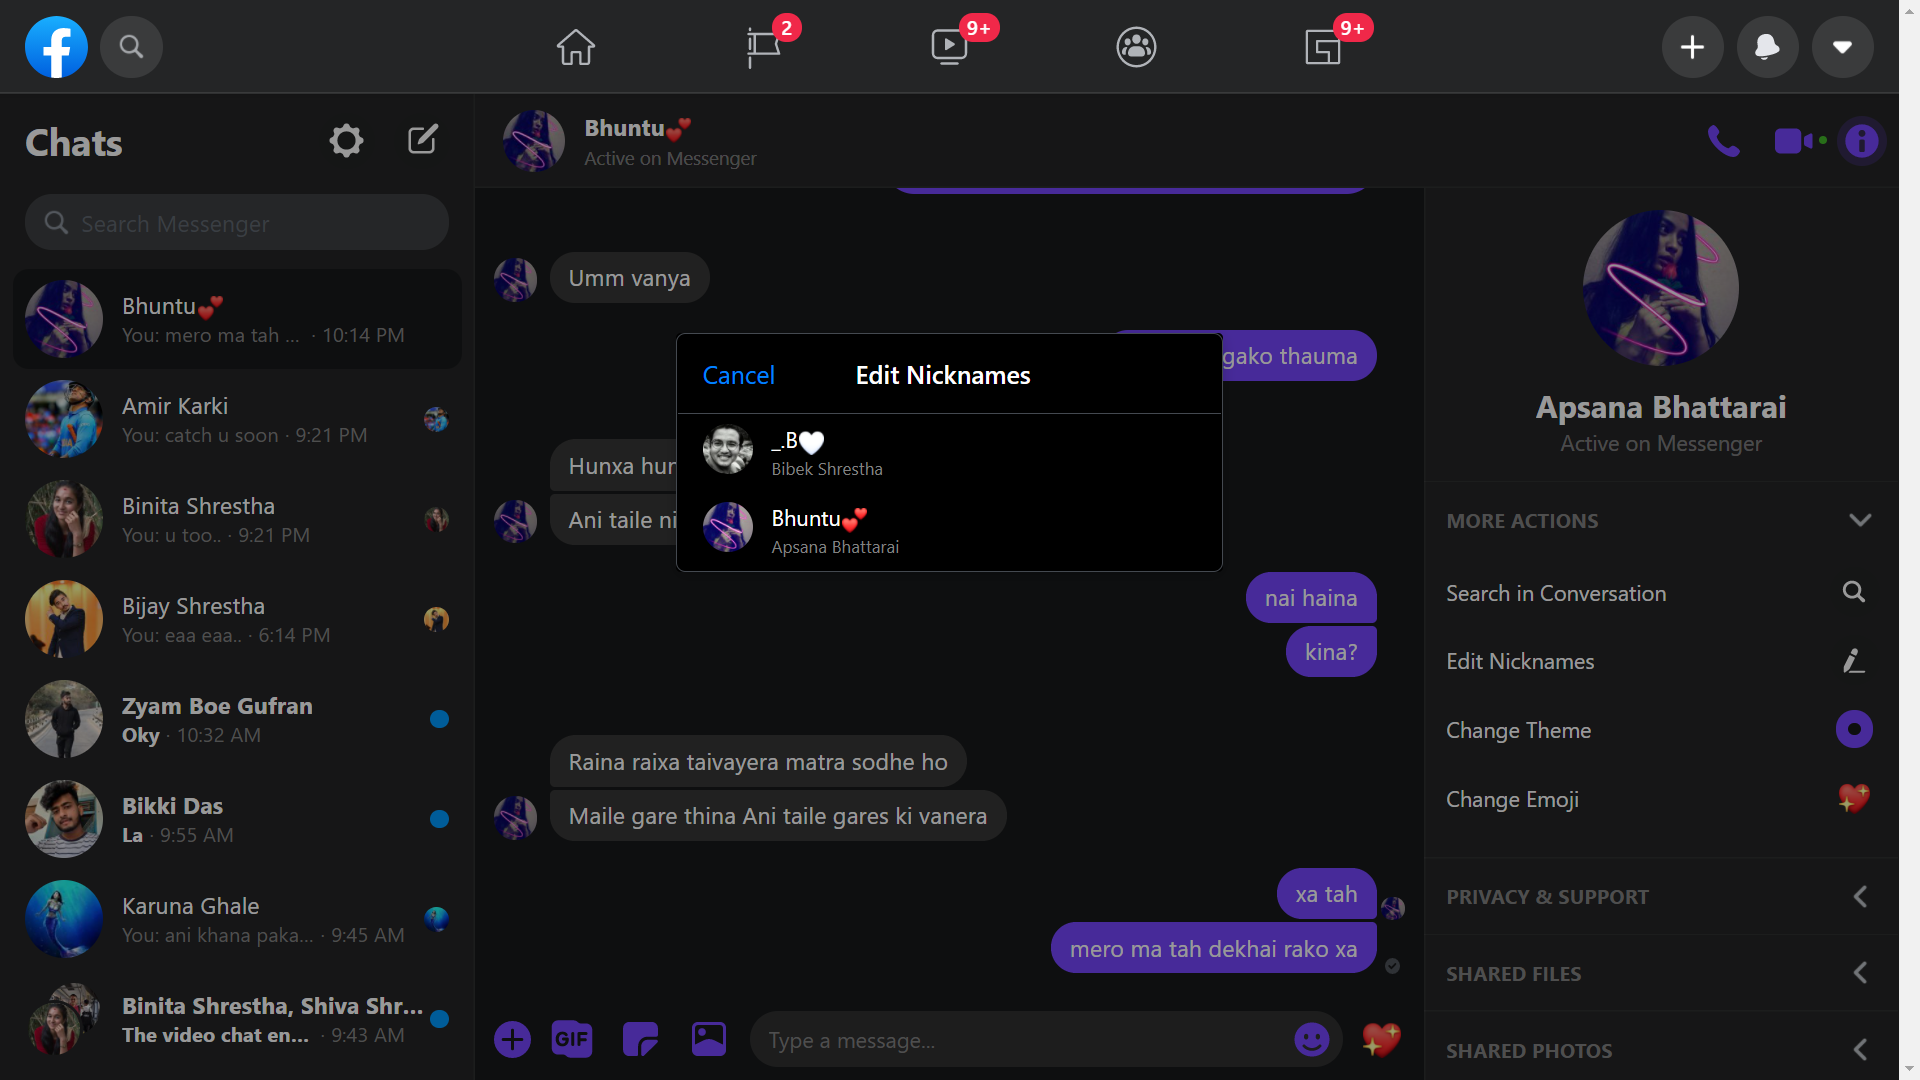 2
9+
9+
Chats
Search Messenger
Bhuntu💕
You: mero ma tah ... · 10:14 PM
Amir Karki
You: catch u soon · 9:21 PM
Binita Shrestha
You: u too.. · 9:21 PM
Bijay Shrestha
You: eaa eaa.. · 6:14 PM
Zyam Boe Gufran
Oky · 10:32 AM
Bikki Das
La · 9:55 AM
Karuna Ghale
You: ani khana paka... · 9:45 AM
Binita Shrestha, Shiva Shr...
The video chat en... · 9:43 AM
Bhuntu💕
Active on Messenger
Umm vanya
gako thauma
Hunxa hun
Ani taile ni
Cancel
Edit Nicknames
_.B🤍
Bibek Shrestha
Bhuntu💕
Apsana Bhattarai
nai haina
kina?
Raina raixa taivayera matra sodhe ho
Maile gare thina Ani taile gares ki vanera
xa tah
mero ma tah dekhai rako xa
GIF
Type a message...
Apsana Bhattarai
Active on Messenger
MORE ACTIONS
Search in Conversation
Edit Nicknames
Change Theme
Change Emoji
PRIVACY & SUPPORT
SHARED FILES
SHARED PHOTOS